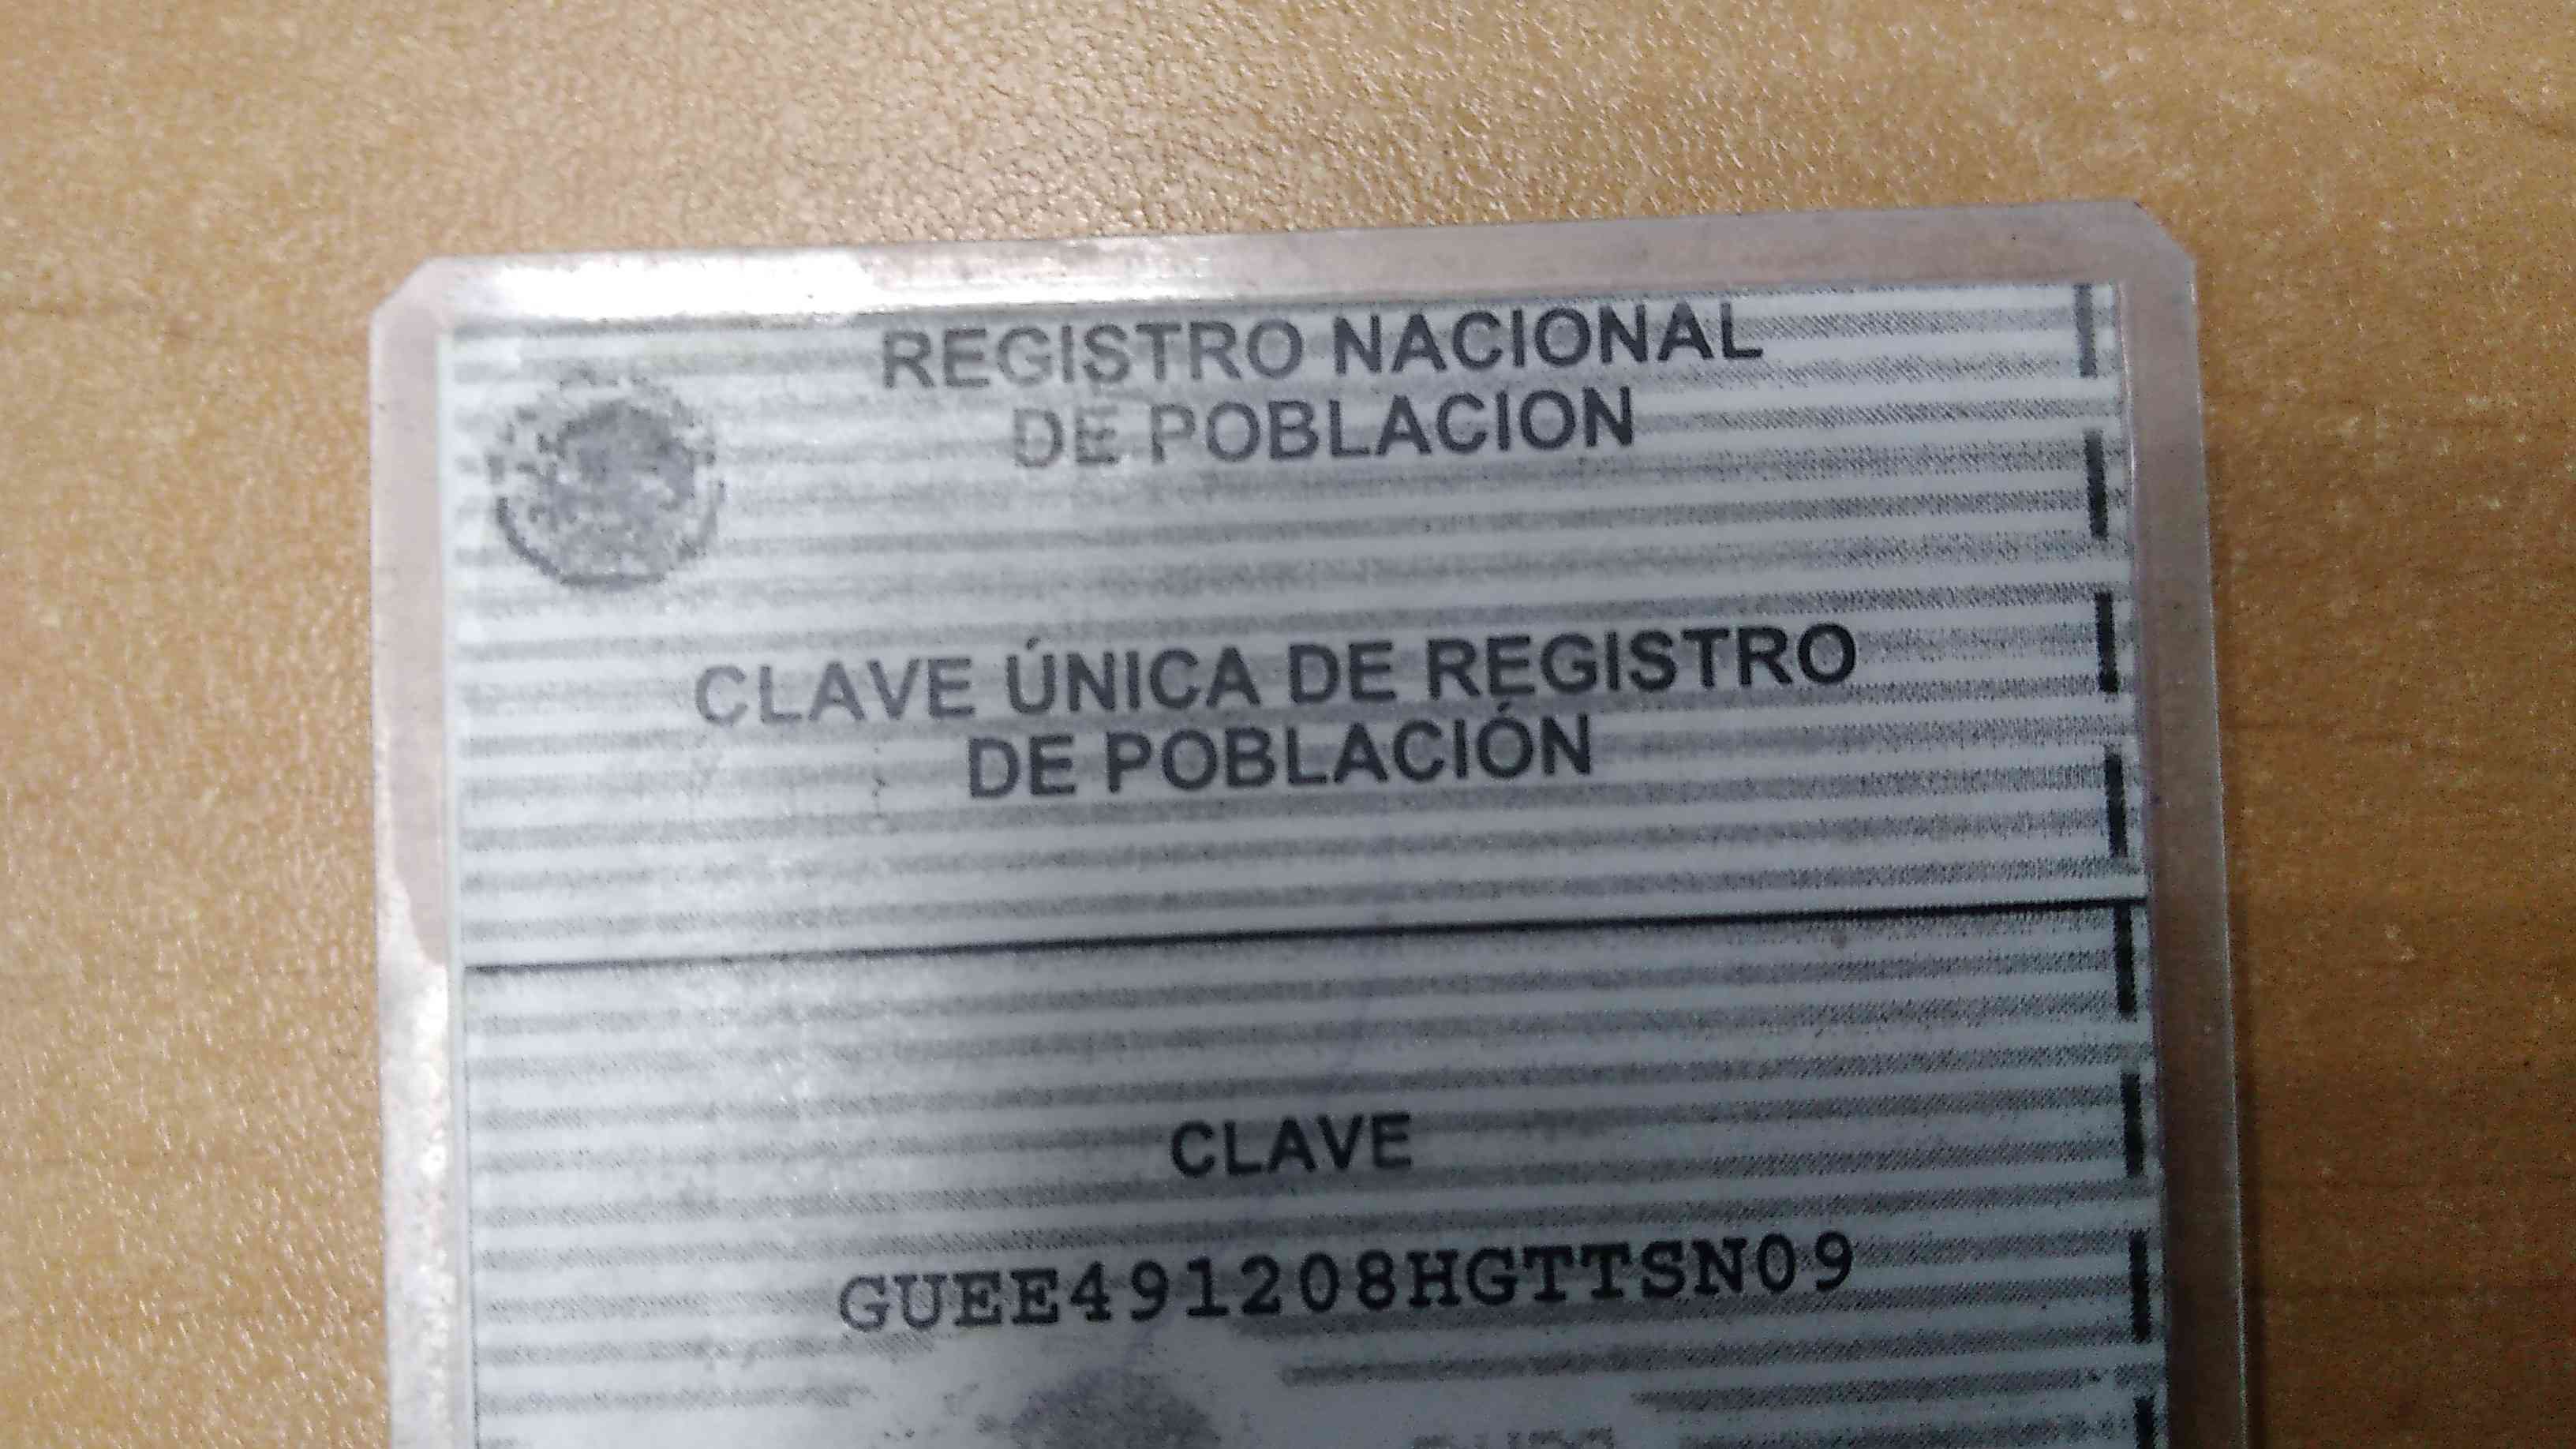 REGISTRO NACIONAL
DE POBLACION
CLAVE ÚNICA DE REGISTRO
DE POBLACIÓN
CLAVE
GUEE491208HGTTSN09